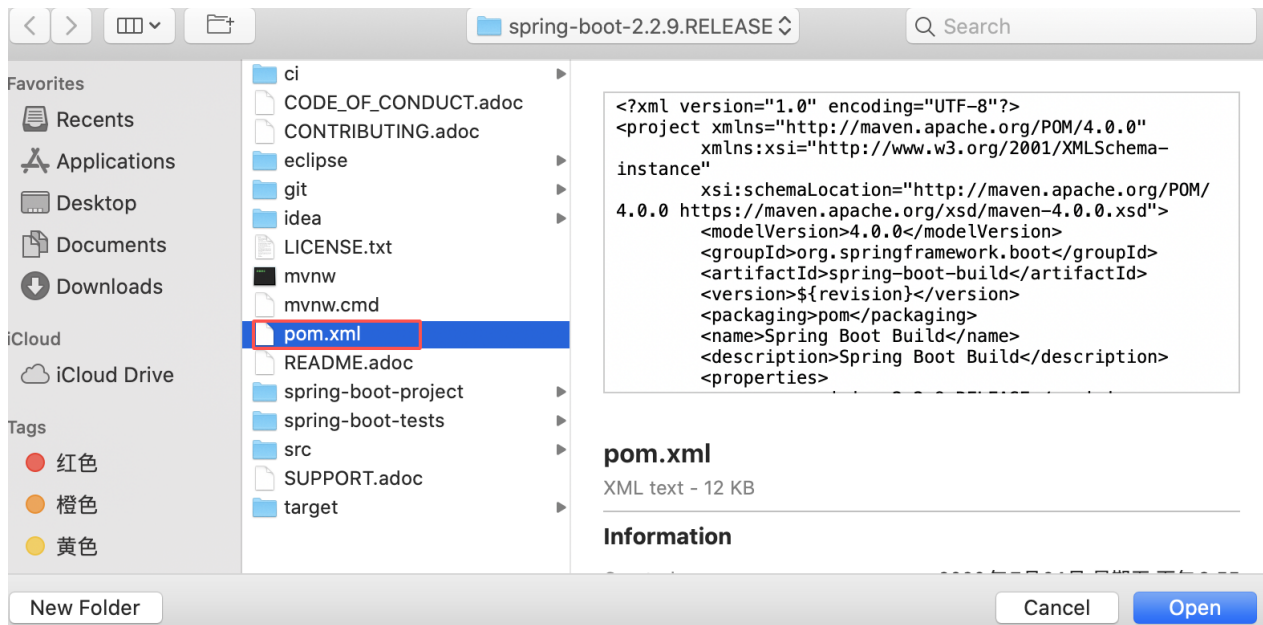 spring-boot-2.2.9.RELEASE
Search
Favorites
Recents
Applications
Desktop
Documents
Downloads
iCloud
iCloud Drive
Tags
红色
橙色
黄色
ci
CODE_OF_CONDUCT.adoc
CONTRIBUTING.adoc
eclipse
git
idea
LICENSE.txt
mvnw
mvnw.cmd
pom.xml
README.adoc
spring-boot-project
spring-boot-tests
src
SUPPORT.adoc
target
<?xml version="1.0" encoding="UTF-8"?>
<project xmlns="http://maven.apache.org/POM/4.0.0"
xmlns:xsi="http://www.w3.org/2001/XMLSchema-
instance"
xsi:schemaLocation="http://maven.apache.org/POM/
4.0.0 https://maven.apache.org/xsd/maven-4.0.0.xsd">
<modelVersion>4.0.0</modelVersion>
<groupId>org.springframework.boot</groupId>
<artifactId>spring-boot-build</artifactId>
<version>${revision}</version>
<packaging>pom</packaging>
<name>Spring Boot Build</name>
<description>Spring Boot Build</description>
<properties>
pom.xml
XML text - 12 KB
Information
New Folder
Cancel
Open